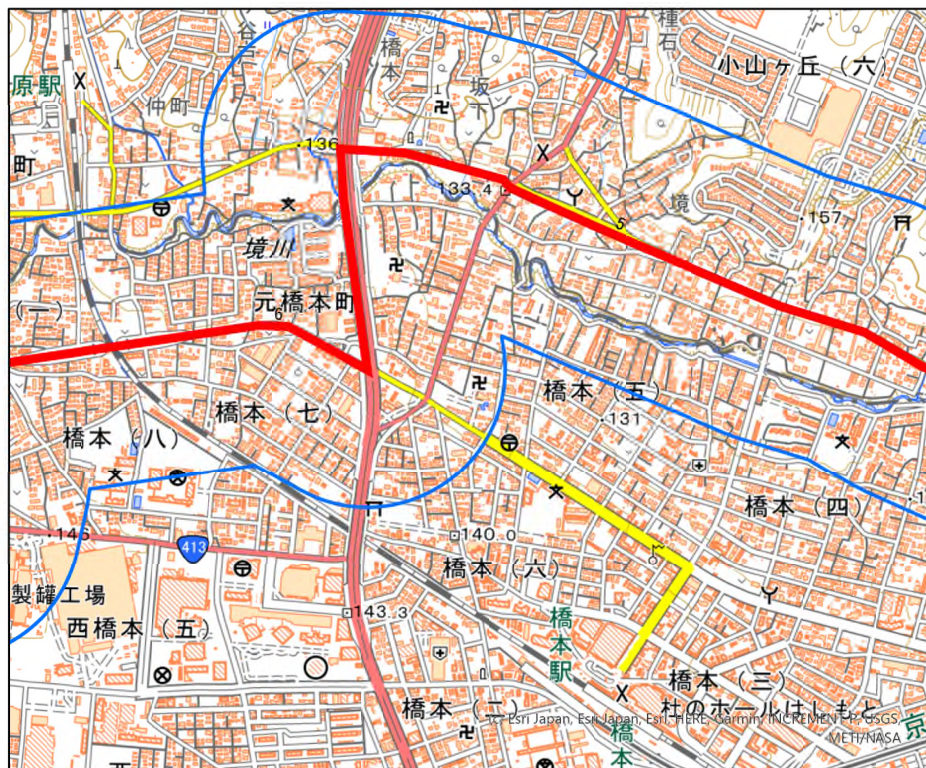 谷戸
橋本
種石
小山ヶ丘（六）
原駅
X
仲町
坂下
町
136
X
133.4
境
5
157
境川
（一）
元橋本町
6
橋本（五）
橋本（七）
131
橋本（八）
橋本（四）
146
413
140.0
橋本（六）
製罐工場
143.3
西橋本（五）
橋本駅
X
橋本（三）
橋本（二）
杜のホールはしもと
Esri Japan, Esri Japan, Esri, HERE, Garmin, INCREMENT P, USGS,
METI/NASA
京
橋本
西